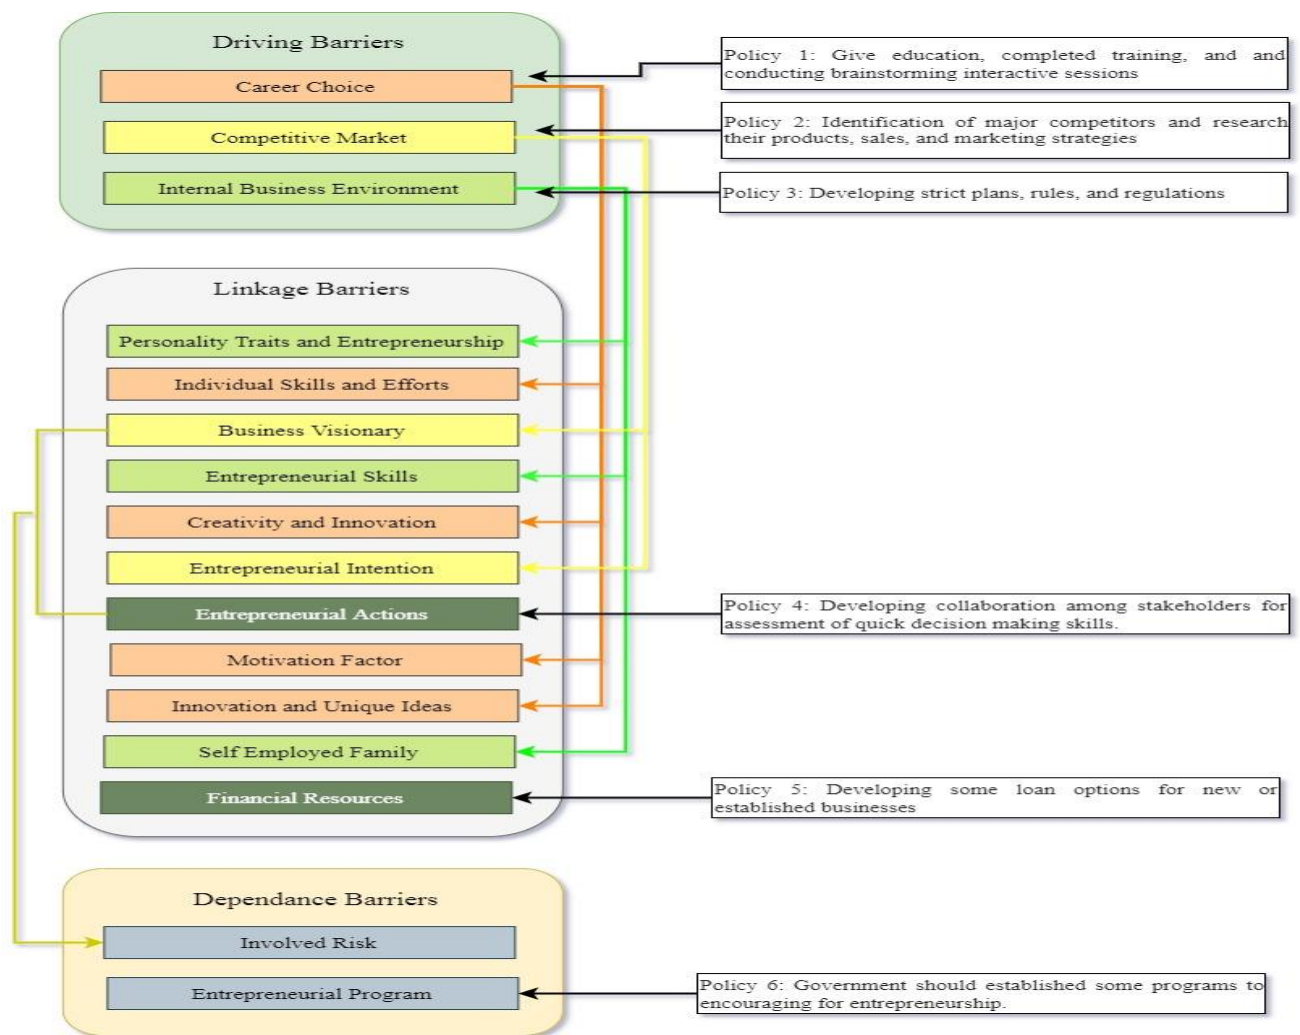 Driving Barriers
Career Choice
Competitive Market
Internal Business Environment
Policy 1: Give education, completed training, and and
conducting brainstorming interactive sessions
Policy 2: Identification of major competitors and research
their products, sales, and marketing strategies
Policy 3: Developing strict plans, rules, and regulations
Linkage Barriers
Personality Traits and Entrepreneurship
Individual Skills and Efforts
Business Visionary
Entrepreneurial Skills
Creativity and Innovation
Entrepreneurial Intention
Entrepreneurial Actions
Motivation Factor
Innovation and Unique Ideas
Self Employed Family
Financial Resources
Policy 4: Developing collaboration among stakeholders for
assessment of quick decision making skills.
Policy 5: Developing some loan options for new or
established businesses
Dependance Barriers
Involved Risk
Entrepreneurial Program
Policy 6: Government should established some programs to
encouraging for entrepreneurship.